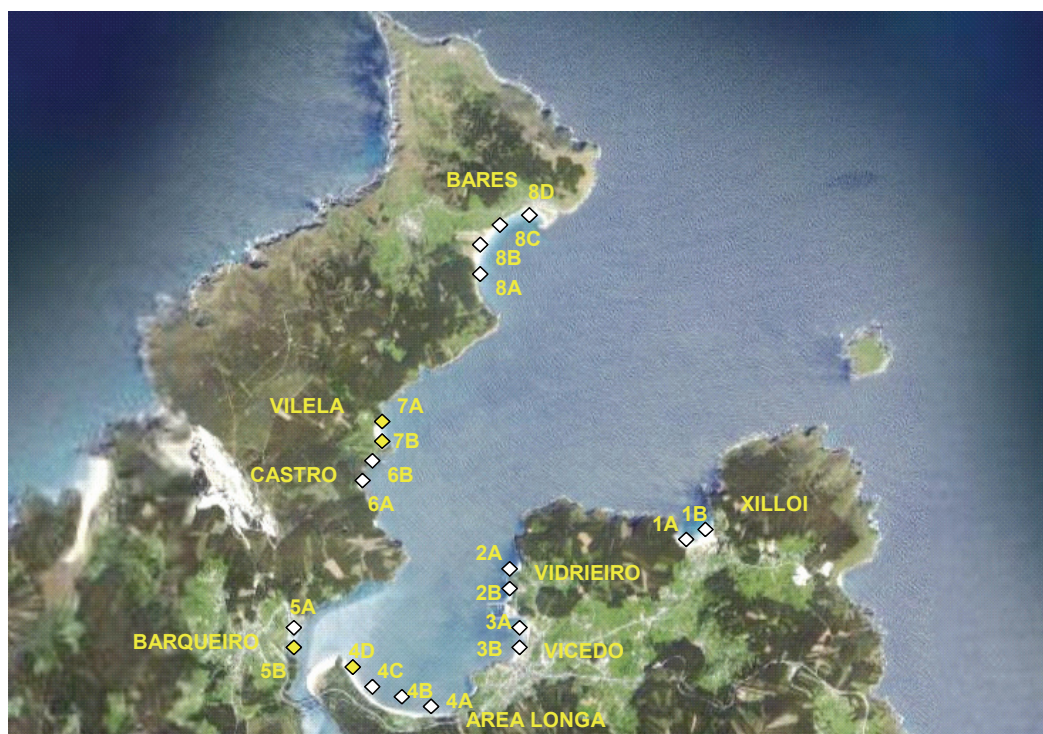 BARES
8D
8C
8B
8A
VILELA
7A
7B
CASTRO
6B
6A
XILLOI
1B
1A
2A
VIDRIEIRO
2B
5A
3A
BARQUEIRO
3B
VICEDO
5B
4D
4C
4B
4A
AREA LONGA